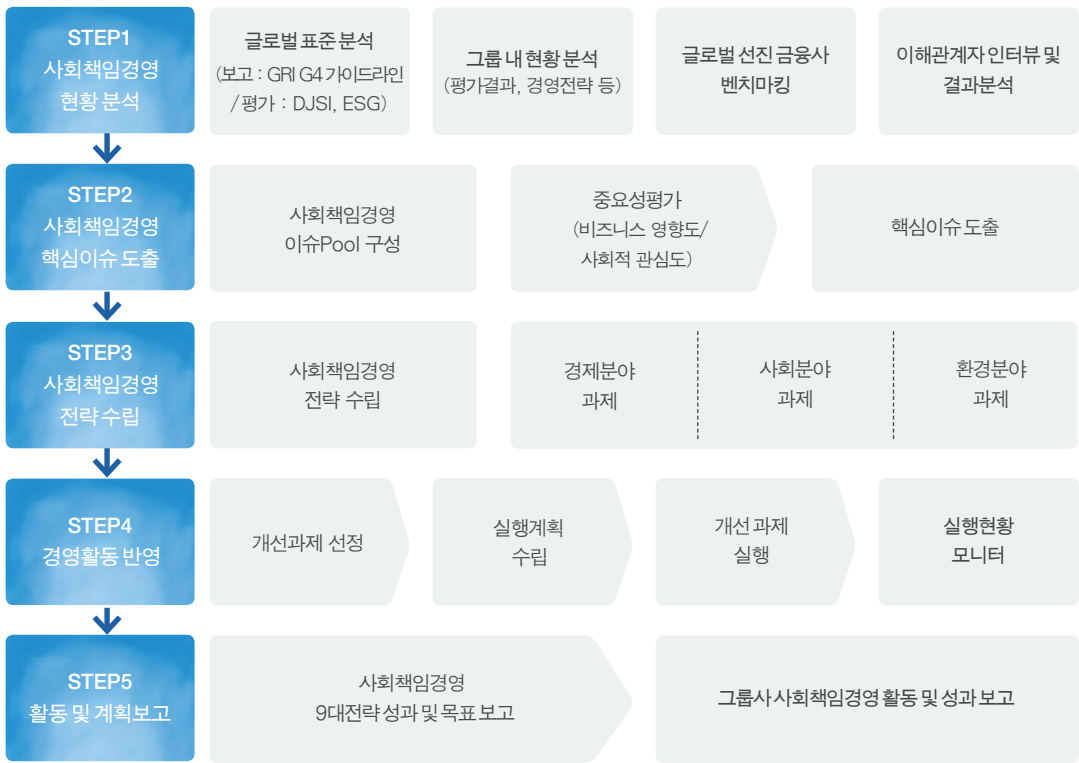 STEP1
사회책임경영
현황 분석
글로벌 표준 분석
(보고 : GRI G4 가이드라인
/ 평가 : DJSI, ESG)
그룹 내 현황 분석
(평가결과, 경영전략 등)
글로벌 선진 금융사
벤치마킹
이해관계자 인터뷰 및
결과분석
STEP2
사회책임경영
핵심이슈 도출
사회책임경영
이슈Pool 구성
중요성평가
(비즈니스 영향도/
사회적 관심도)
핵심이슈 도출
STEP3
사회책임경영
전략 수립
사회책임경영
전략 수립
경제분야
과제
사회분야
과제
환경분야
과제
STEP4
경영활동 반영
개선과제 선정
실행계획
수립
개선 과제
실행
실행현황
모니터
STEP5
활동 및 계획보고
사회책임경영
9대전략 성과 및 목표 보고
그룹사 사회책임경영 활동 및 성과 보고